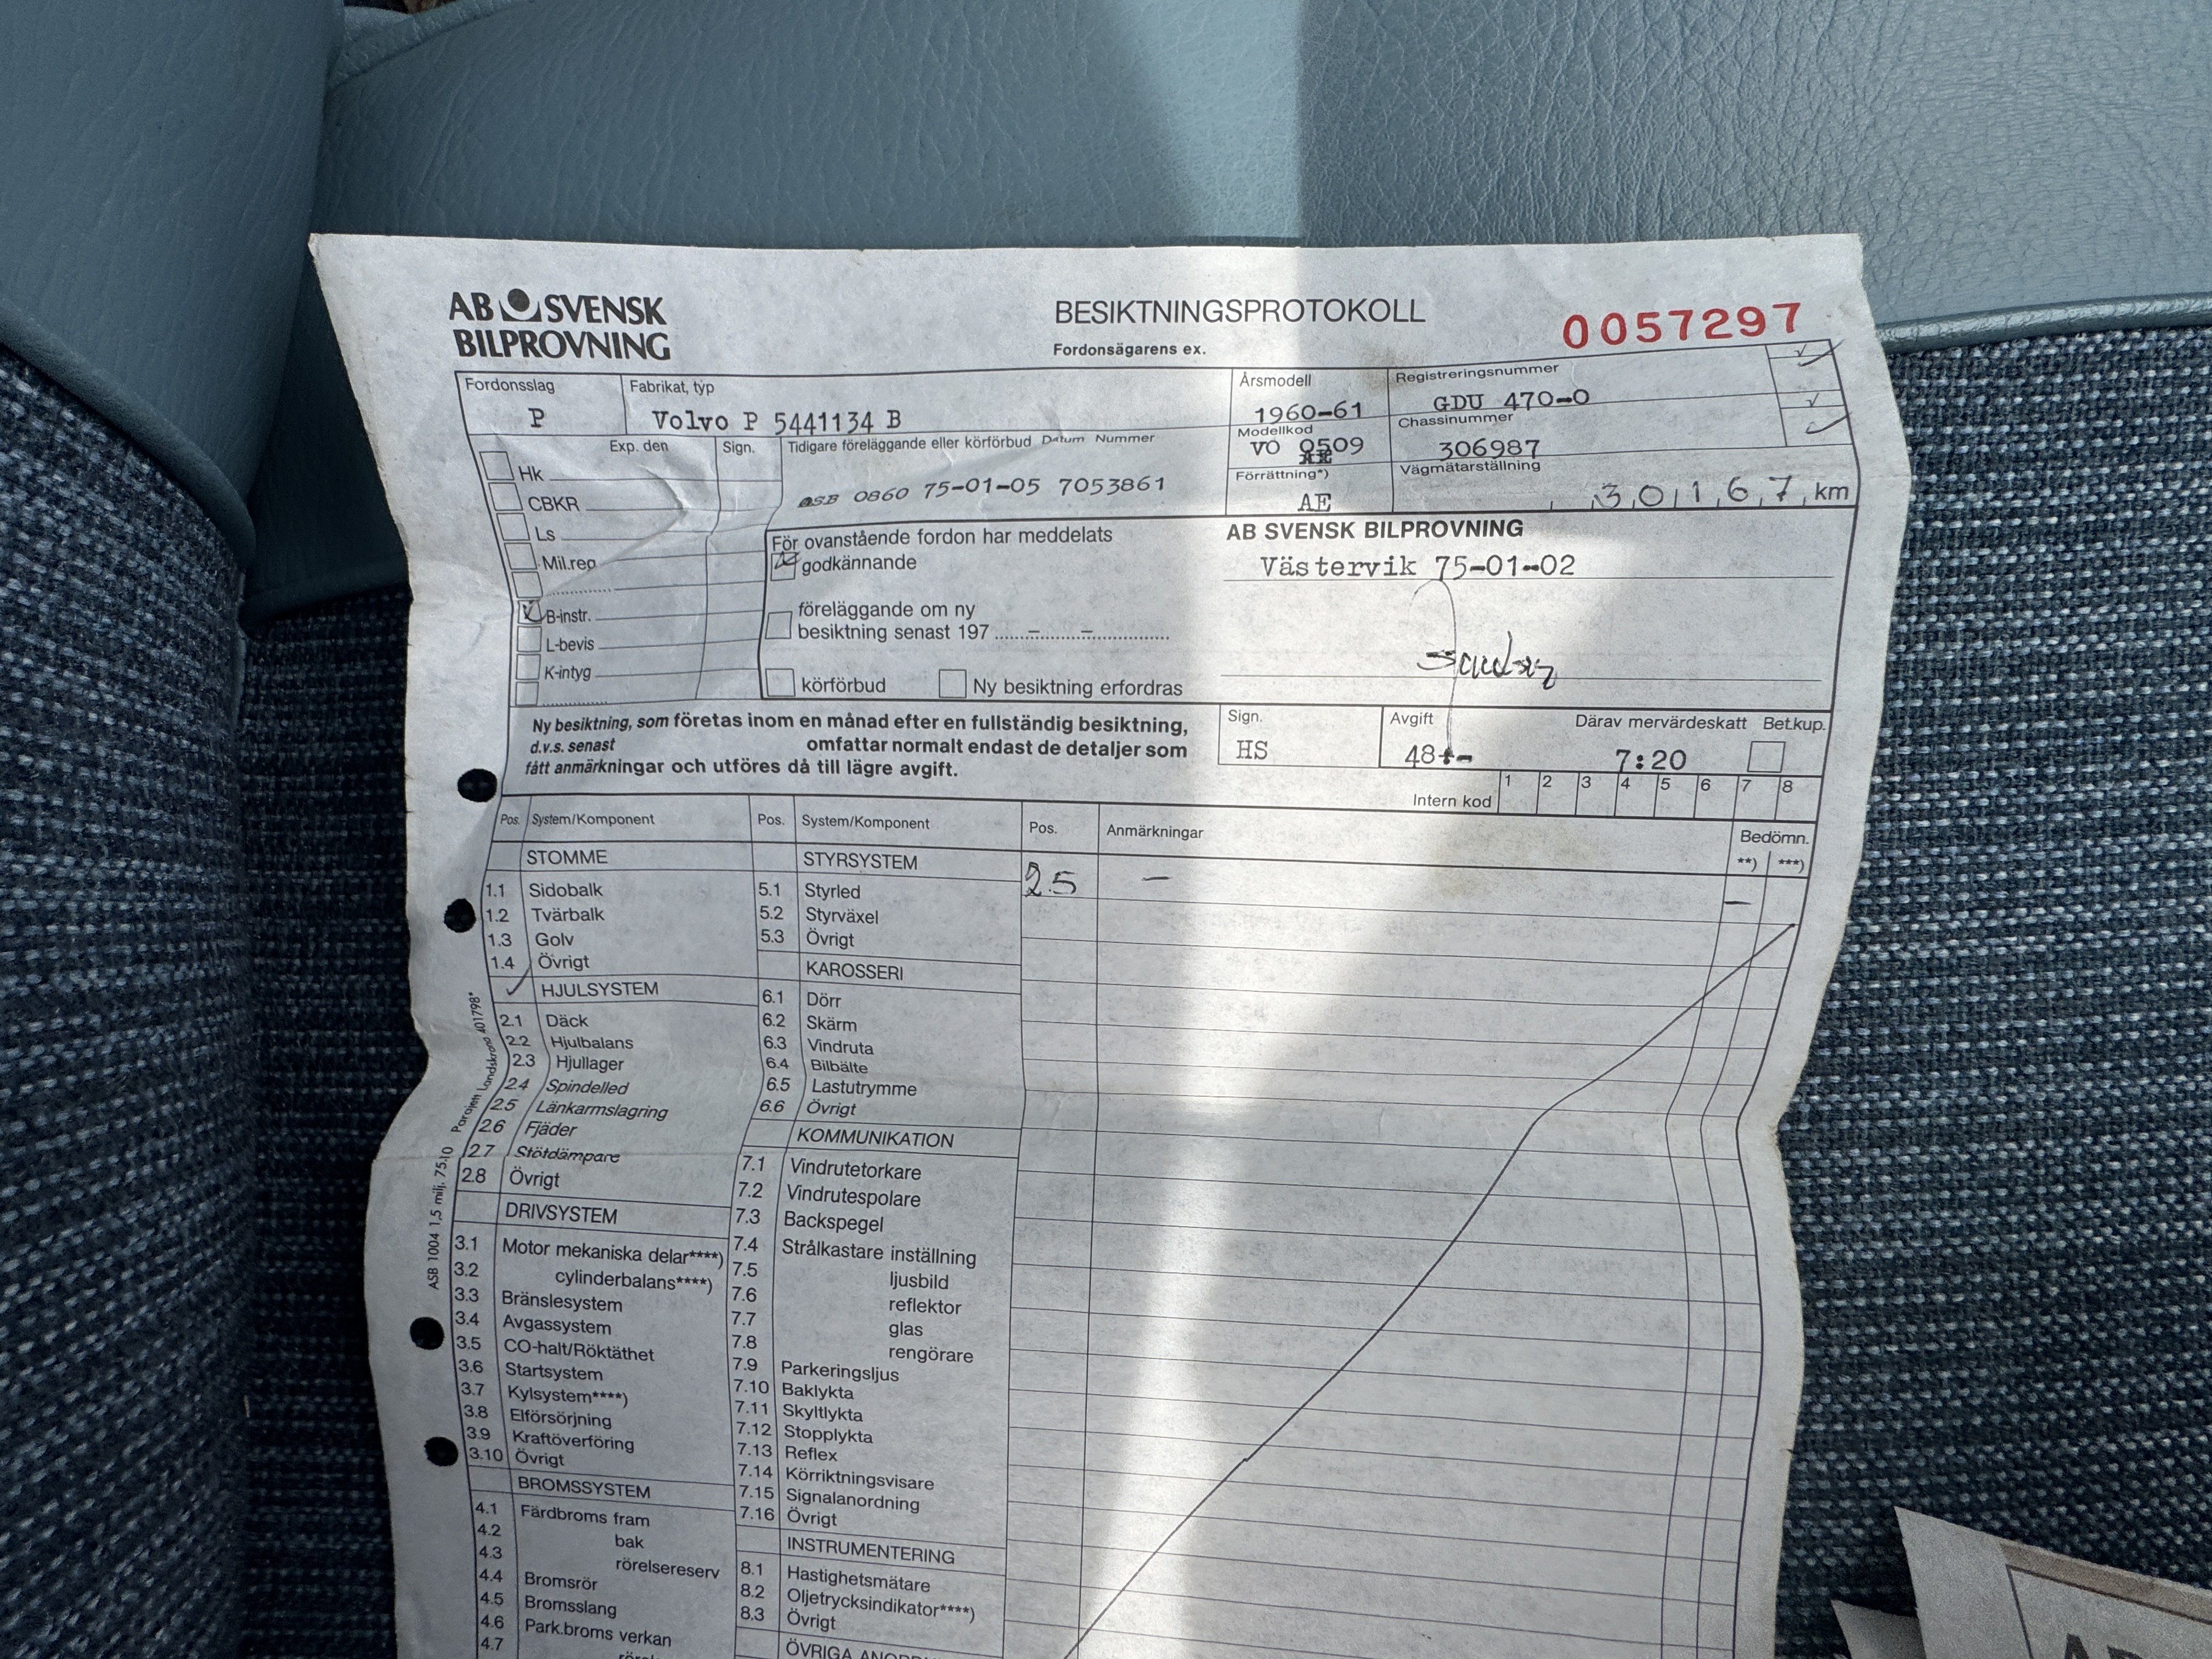 AB SVENSK
BILPROVNING
BESIKTNINGSPROTOKOLL
Fordonsägarens ex.
0057297
Fordonsslag
P
Fabrikat, typ
Volvo P 5441134 B
Årsmodell
1960-61
Registreringsnummer
GDU 470-0
Modellkod
VO 0509
Chassinummer
306987
Förrättning*)
AE
Vägmätarställning
30167 km
Exp. den
Sign.
Hk
CBKR
Ls
Mil.reg
B-instr.
L-bevis
K-intyg
Tidigare föreläggande eller körförbud Datum Nummer
ASB 0860 75-01-05 7053861
För ovanstående fordon har meddelats
godkännande
föreläggande om ny
besiktning senast 197 ......–........–...............
körförbud
Ny besiktning erfordras
AB SVENSK BILPROVNING
Västervik 75-01-02
Ny besiktning, som företas inom en månad efter en fullständig besiktning,
d.v.s. senast omfattar normalt endast de detaljer som
fått anmärkningar och utföres då till lägre avgift.
Sign.
HS
Avgift
48:-
Därav mervärdeskatt
7:20
Bet.kup.
Intern kod 1 2 3 4 5 6 7 8
Pos. System/Komponent
STOMME
1.1 Sidobalk
1.2 Tvärbalk
1.3 Golv
1.4 Övrigt
HJULSYSTEM
2.1 Däck
2.2 Hjulbalans
2.3 Hjullager
2.4 Spindelled
2.5 Länkarmslagring
2.6 Fjäder
2.7 Stötdämpare
2.8 Övrigt
DRIVSYSTEM
3.1 Motor mekaniska delar****)
3.2 cylinderbalans****)
3.3 Bränslesystem
3.4 Avgassystem
3.5 CO-halt/Röktäthet
3.6 Startsystem
3.7 Kylsystem****)
3.8 Elförsörjning
3.9 Kraftöverföring
3.10 Övrigt
BROMSSYSTEM
4.1 Färdbroms fram
4.2 bak
4.3 rörelsereserv
4.4 Bromsrör
4.5 Bromsslang
4.6 Park.broms verkan
4.7
Pos. System/Komponent
STYRSYSTEM
5.1 Styrled
5.2 Styrväxel
5.3 Övrigt
KAROSSERI
6.1 Dörr
6.2 Skärm
6.3 Vindruta
6.4 Bilbälte
6.5 Lastutrymme
6.6 Övrigt
KOMMUNIKATION
7.1 Vindrutetorkare
7.2 Vindrutespolare
7.3 Backspegel
7.4 Strålkastare inställning
7.5 ljusbild
7.6 reflektor
7.7 glas
7.8 rengörare
7.9 Parkeringsljus
7.10 Baklykta
7.11 Skyltlykta
7.12 Stopplykta
7.13 Reflex
7.14 Körriktningsvisare
7.15 Signalanordning
7.16 Övrigt
INSTRUMENTERING
8.1 Hastighetsmätare
8.2 Oljetrycksindikator****)
8.3 Övrigt
Pos. Anmärkningar
Bedömn.
**) ***)
2.5 –
ASB 1004 1,5 milj. 75.10